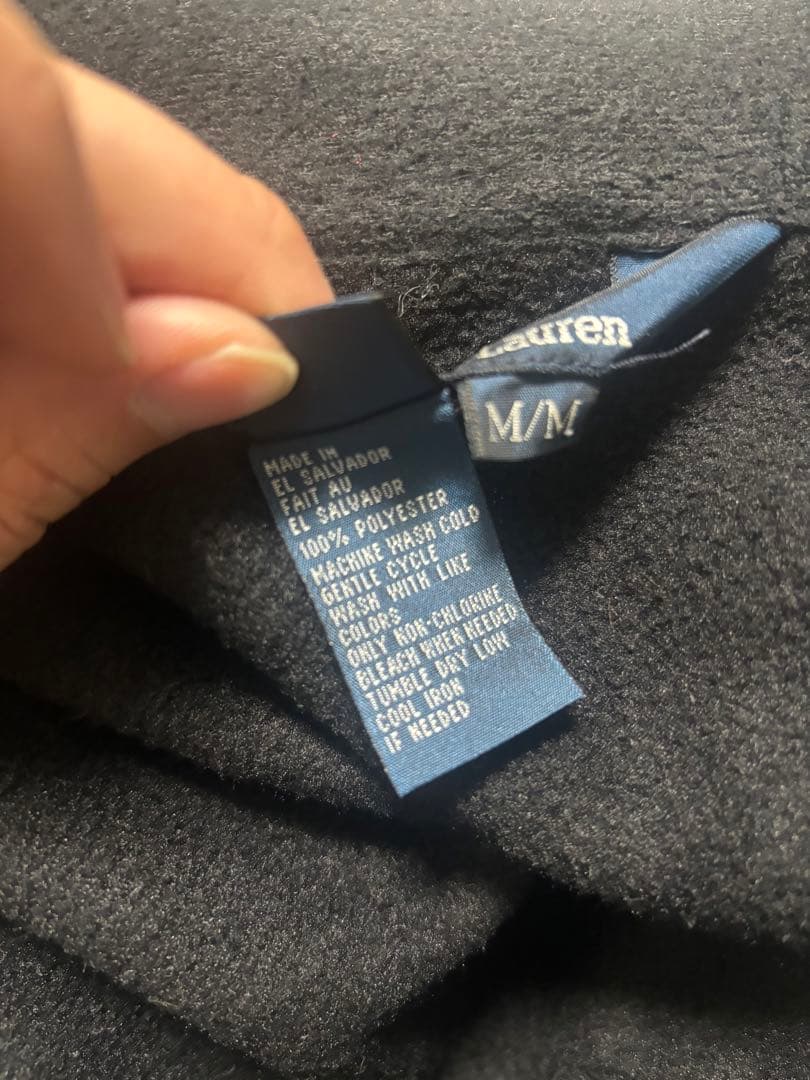 Lauren
M/M
MADE IN
EL SALVADOR
FAIT AU
EL SALVADOR
100% POLYESTER
MACHINE WASH COLD
GENTLE CYCLE
WASH WITH LIKE
COLORS
ONLY NON-CHLORINE
BLEACH WHEN NEEDED
TUMBLE DRY LOW
COOL IRON
IF NEEDED